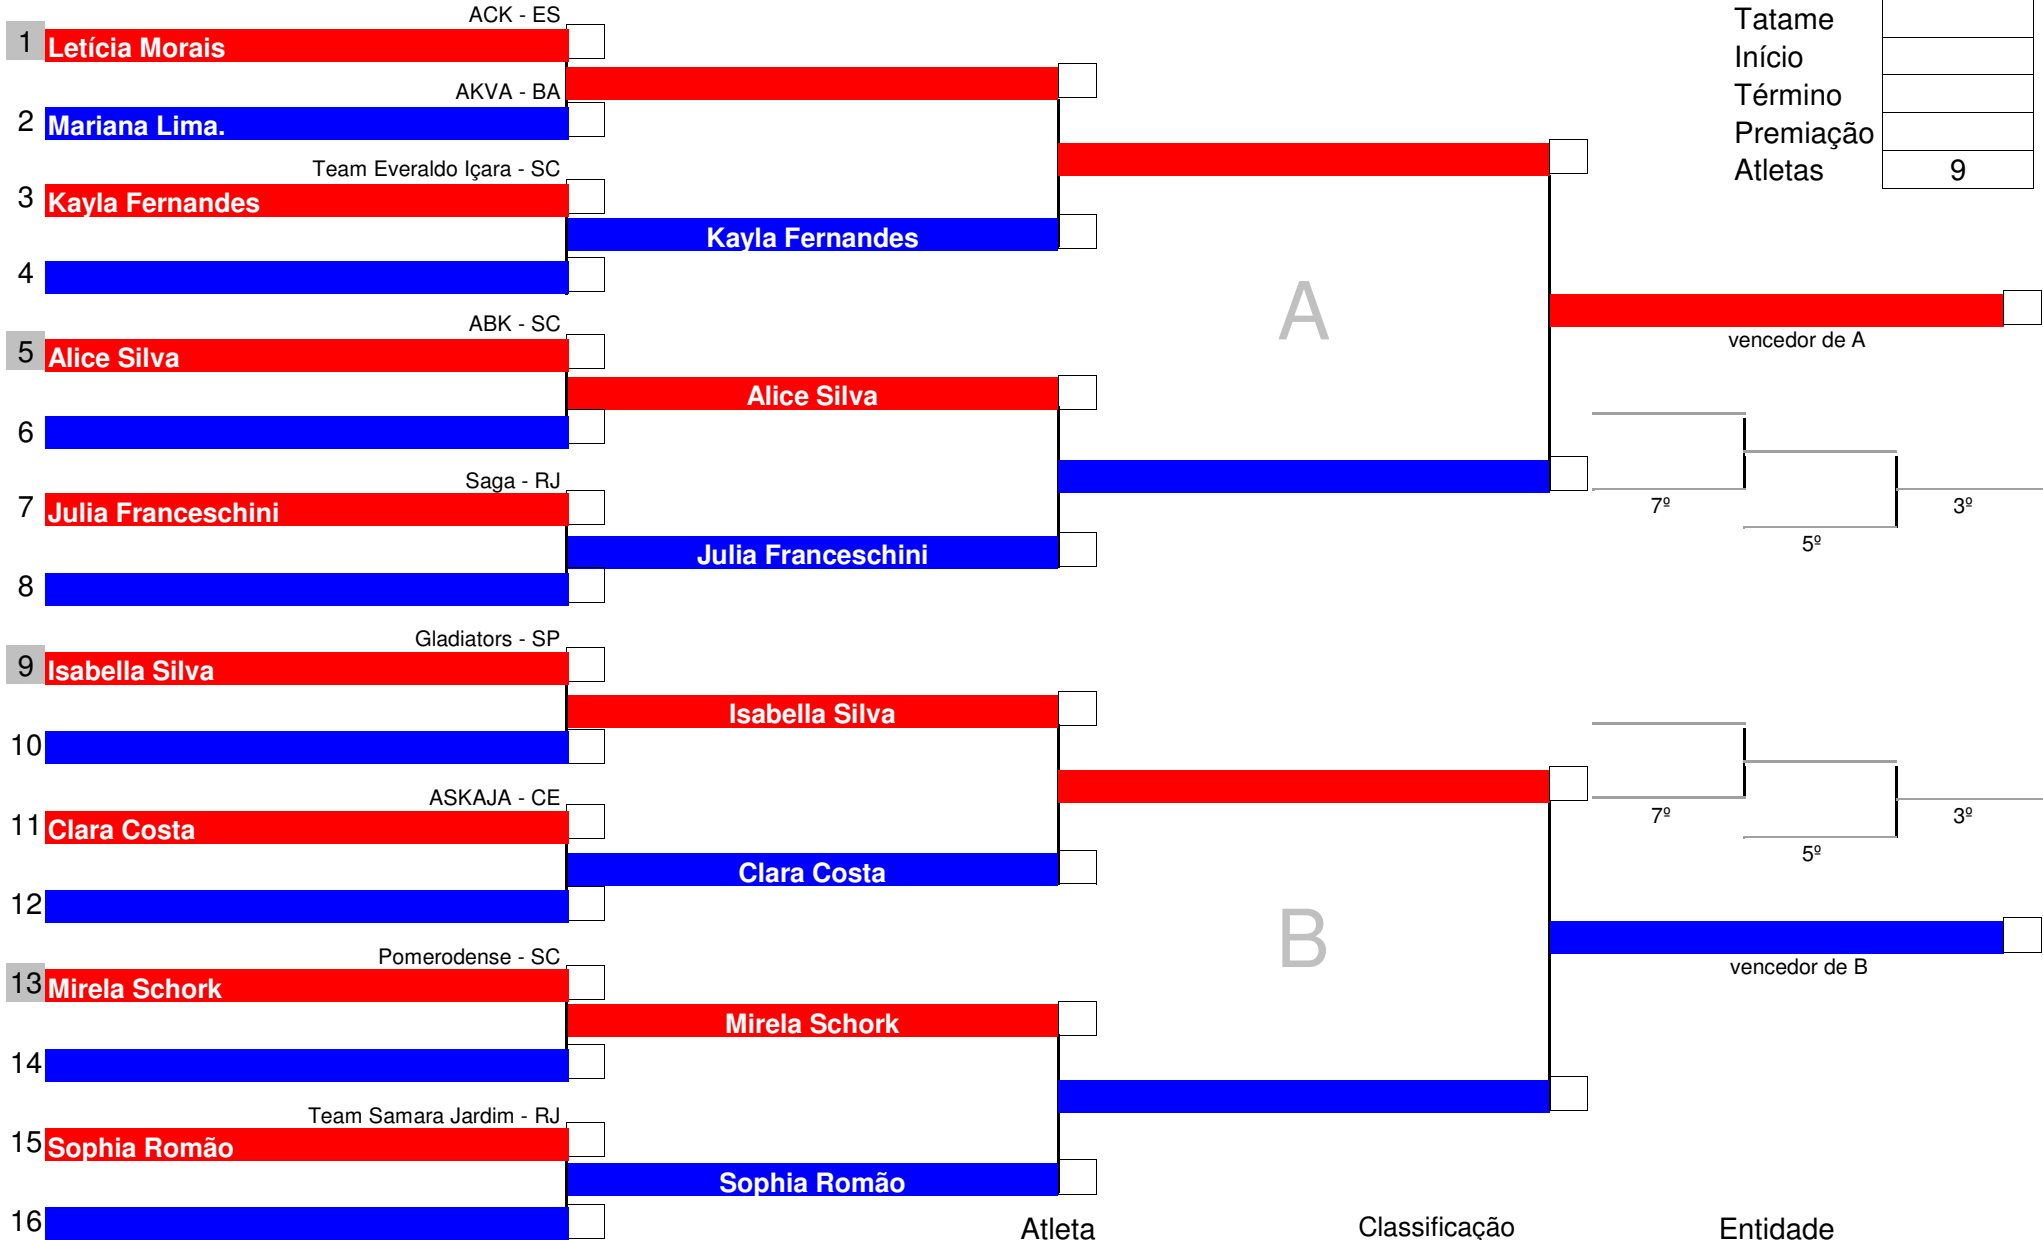 ACK - ES
1 Letícia Morais
AKVA - BA
2 Mariana Lima.
Team Everaldo Içara - SC
3 Kayla Fernandes
Kayla Fernandes
4
ABK - SC
5 Alice Silva
Alice Silva
6
Saga - RJ
7 Julia Franceschini
Julia Franceschini
8
Gladiators - SP
9 Isabella Silva
Isabella Silva
10
ASKAJA - CE
11 Clara Costa
Clara Costa
12
Pomerodense - SC
13 Mirela Schork
Mirela Schork
14
Team Samara Jardim - RJ
15 Sophia Romão
Sophia Romão
16
A
B
Tatame
Início
Término
Premiação
Atletas 9
vencedor de A
7º
5º
3º
7º
5º
3º
vencedor de B
Atleta Classificação Entidade